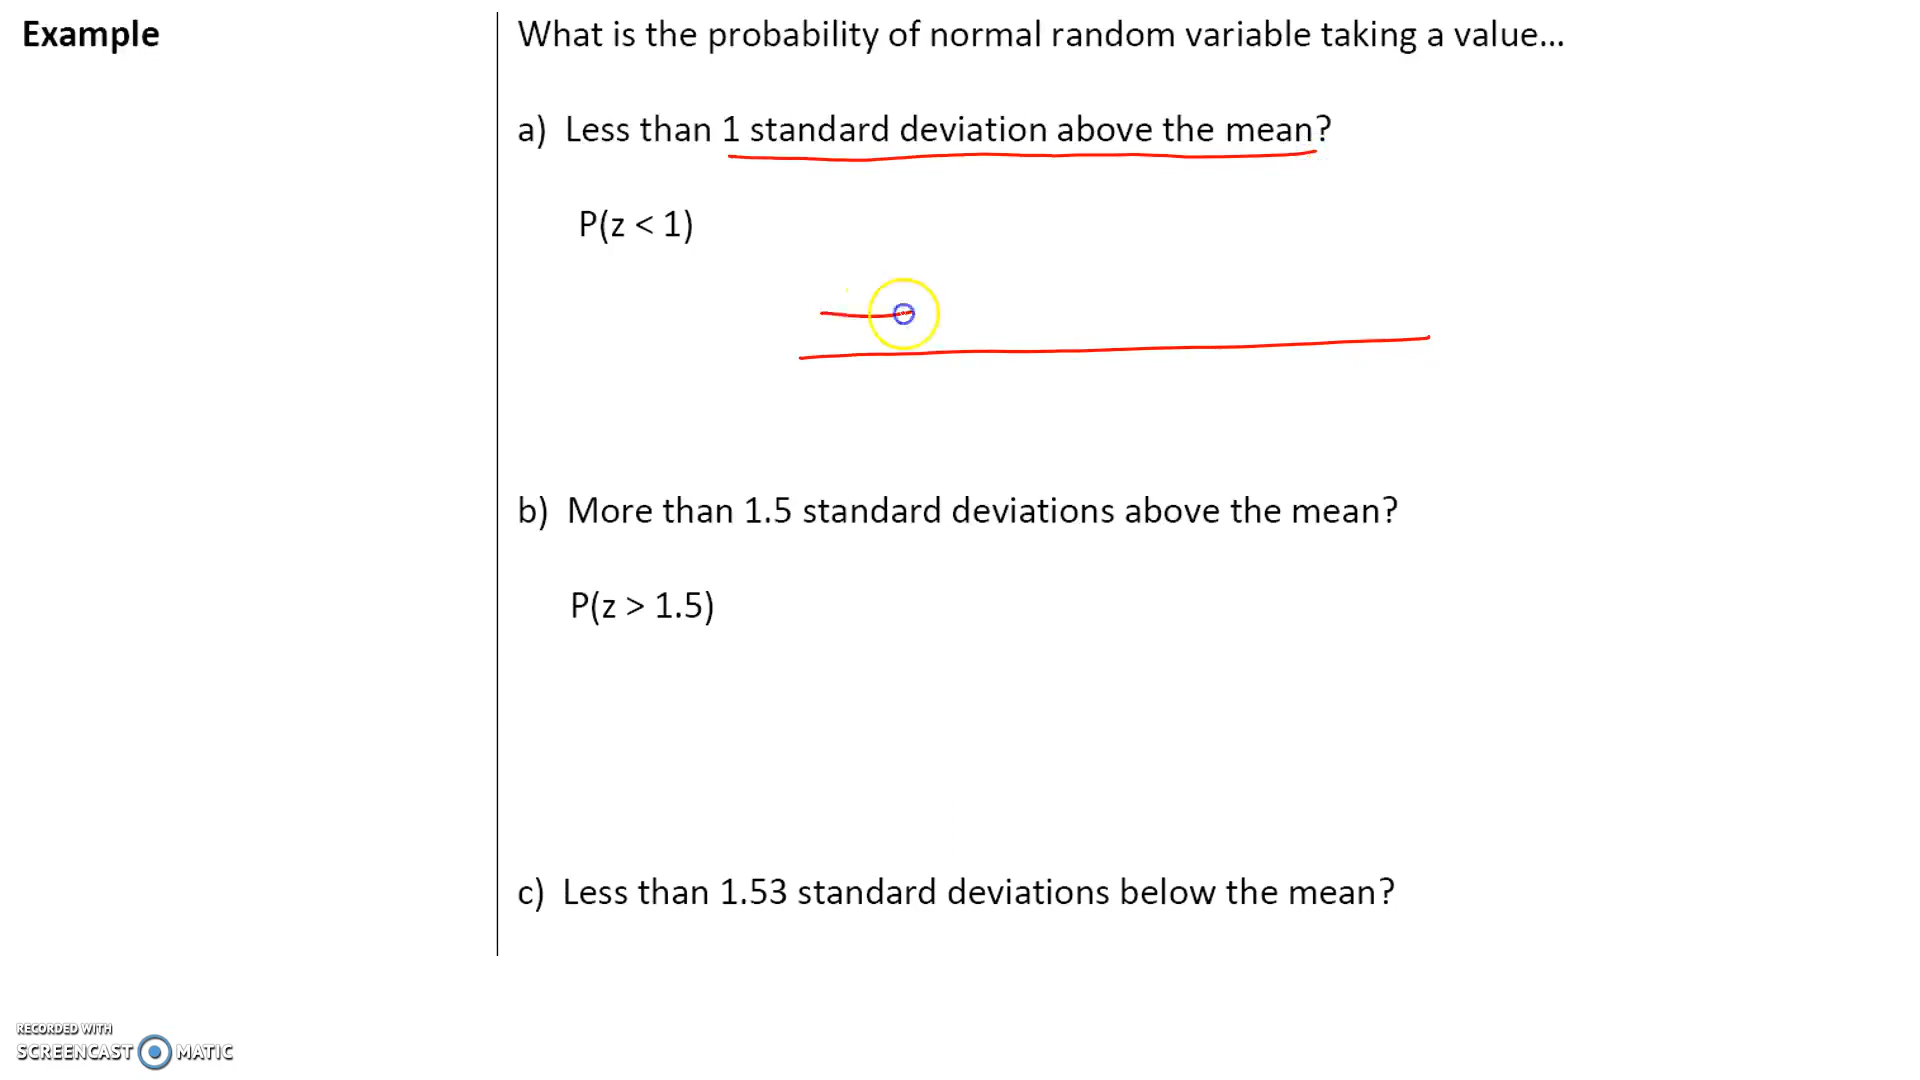 Example
What is the probability of normal random variable taking a value...
a) Less than 1 standard deviation above the mean?
P(z < 1)
b) More than 1.5 standard deviations above the mean?
P(z > 1.5)
c) Less than 1.53 standard deviations below the mean?
RECORDED WITH
SCREENCAST MATIC